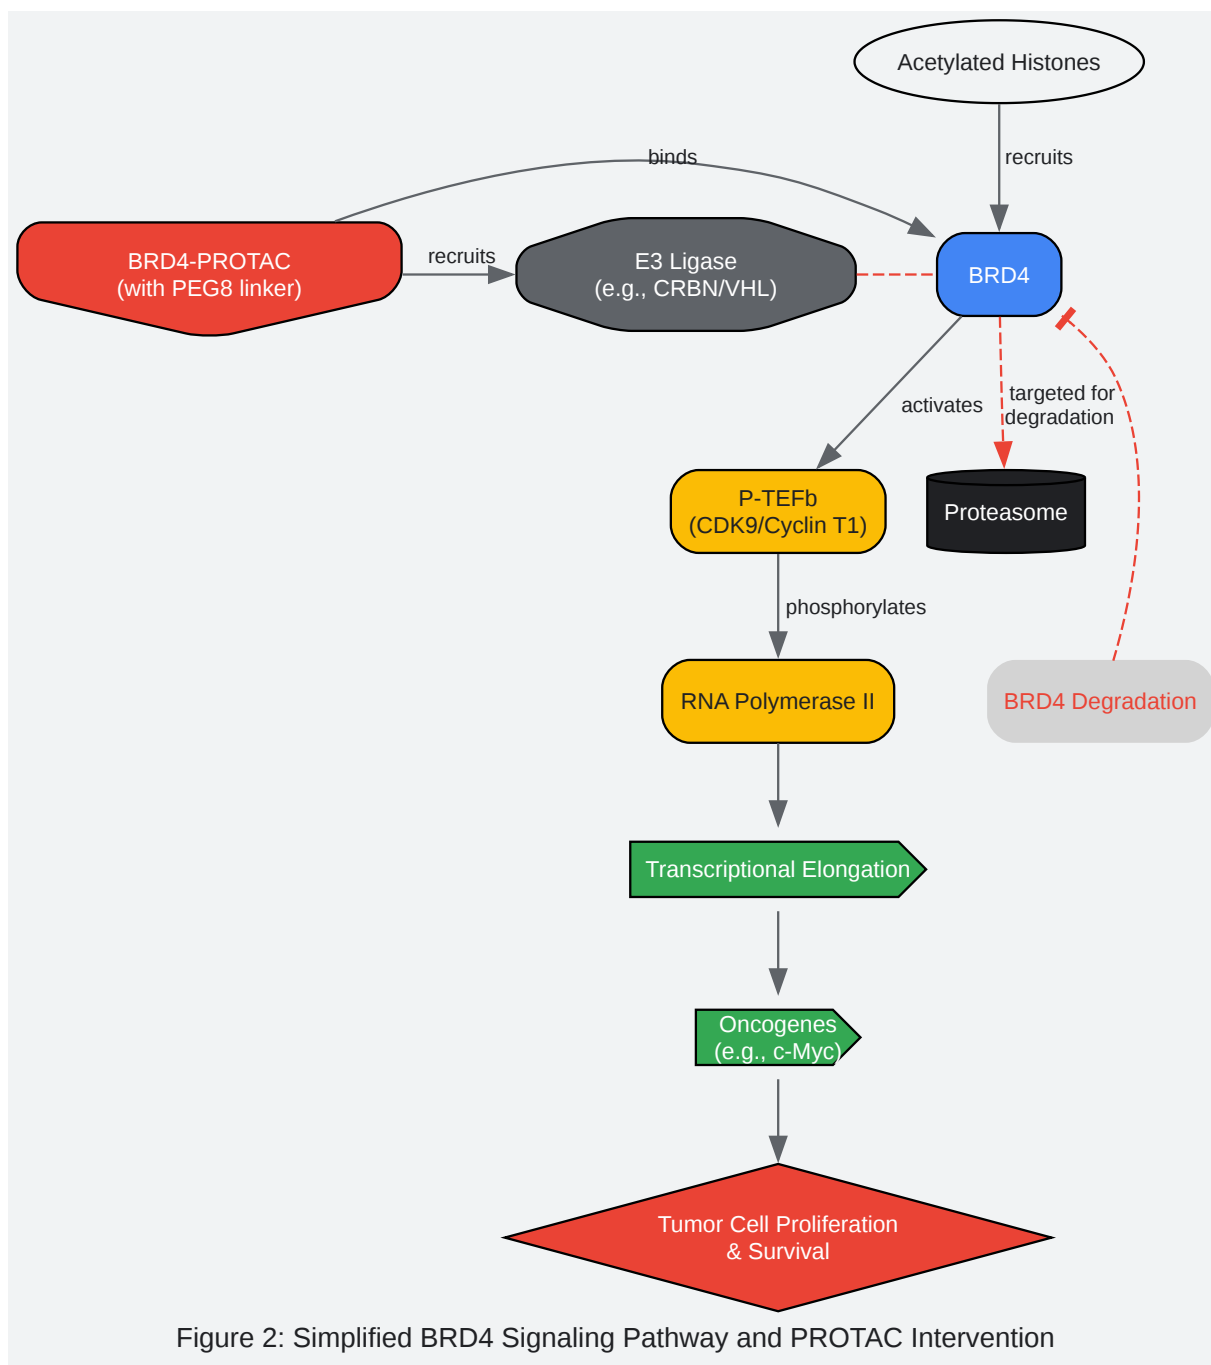 Acetylated Histones
binds
recruits
BRD4-PROTAC
(with PEG8 linker)
recruits
E3 Ligase
(e.g., CRBN/VHL)
BRD4
activates
targeted for
degradation
P-TEFb
(CDK9/Cyclin T1)
Proteasome
phosphorylates
RNA Polymerase II
BRD4 Degradation
Transcriptional Elongation
Oncogenes
(e.g., c-Myc)
Tumor Cell Proliferation
& Survival
Figure 2: Simplified BRD4 Signaling Pathway and PROTAC Intervention